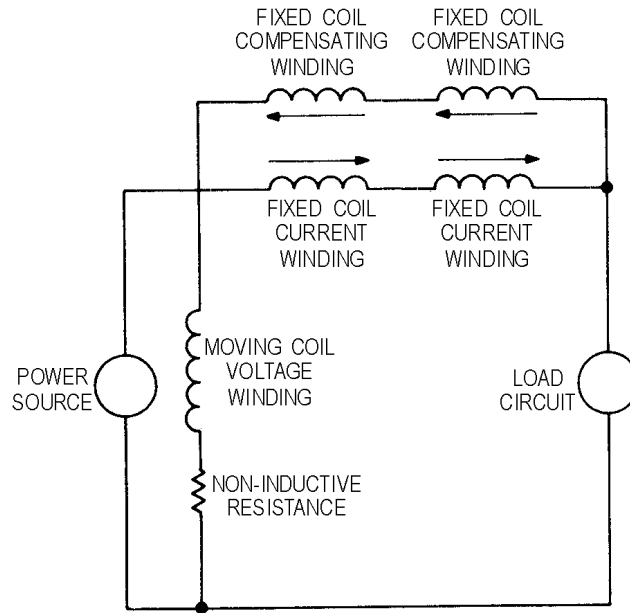 FIXED COIL
COMPENSATING
WINDING
FIXED COIL
COMPENSATING
WINDING
FIXED COIL
CURRENT
WINDING
FIXED COIL
CURRENT
WINDING
MOVING COIL
VOLTAGE
WINDING
POWER
SOURCE
LOAD
CIRCUIT
NON-INDUCTIVE
RESISTANCE